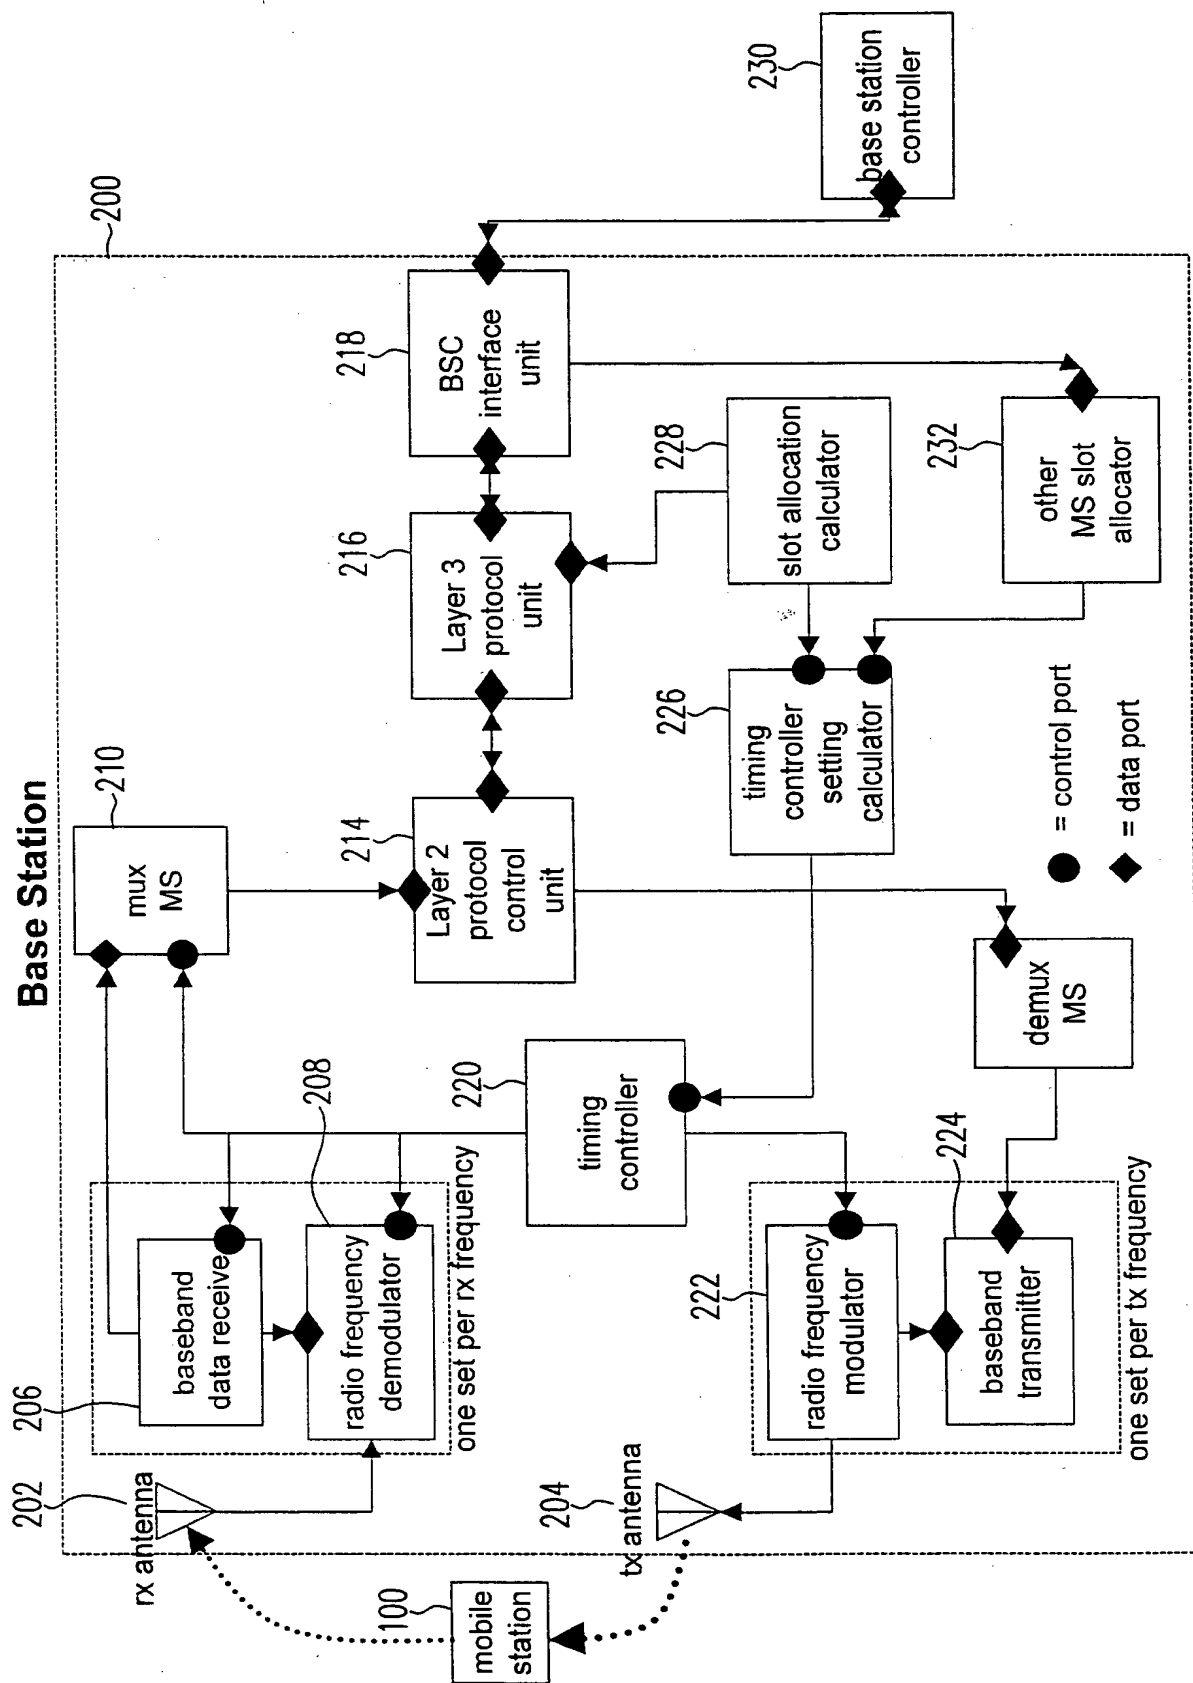 Base Station
200
230
base station
controller
218
BSC
interface
unit
216
Layer 3
protocol
unit
214
Layer 2
protocol
control
unit
210
mux
MS
228
slot allocation
calculator
232
other
MS slot
allocator
226
timing
controller
setting
calculator
= control port
= data port
demux
MS
220
timing
controller
208
radio frequency
demodulator
206
baseband
data receive
one set per rx frequency
222
radio frequency
modulator
224
baseband
transmitter
one set per tx frequency
202
rx antenna
204
tx antenna
100
mobile
station